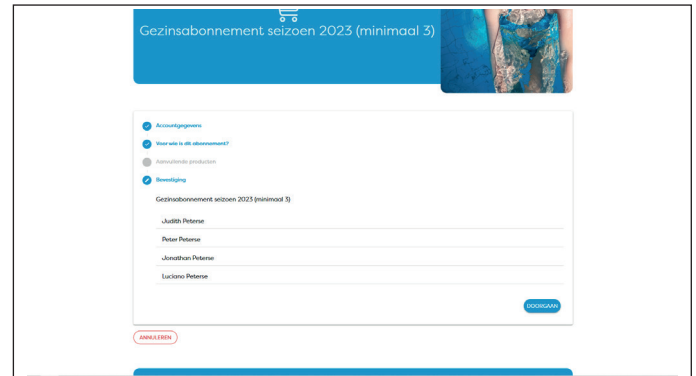 Gezinsabonnement seizoen 2023 (minimaal 3)
Accountgegevens
Voor wie is dit abonnement?
Aanvullende producten
Bevestiging
Gezinsabonnement seizoen 2023 (minimaal 3)
Judith Peterse
Peter Peterse
Jonathan Peterse
Luciano Peterse
DOORGAAN
ANNULEREN